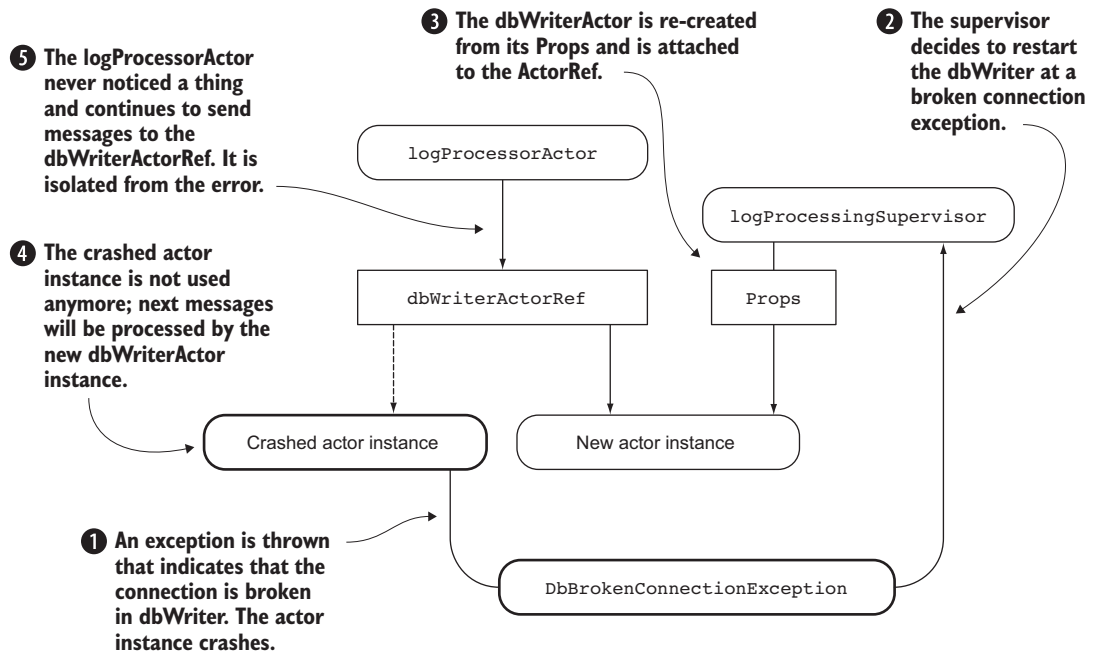 3 The dbWriterActor is re-created
from its Props and is attached
to the ActorRef.
2 The supervisor
decides to restart
the dbWriter at a
broken connection
exception.
5 The logProcessorActor
never noticed a thing
and continues to send
messages to the
dbWriterActorRef. It is
isolated from the error.
logProcessorActor
logProcessingSupervisor
4 The crashed actor
instance is not used
anymore; next messages
will be processed by the
new dbWriterActor
instance.
dbWriterActorRef
Props
Crashed actor instance
New actor instance
1 An exception is thrown
that indicates that the
connection is broken
in dbWriter. The actor
instance crashes.
DbBrokenConnectionException